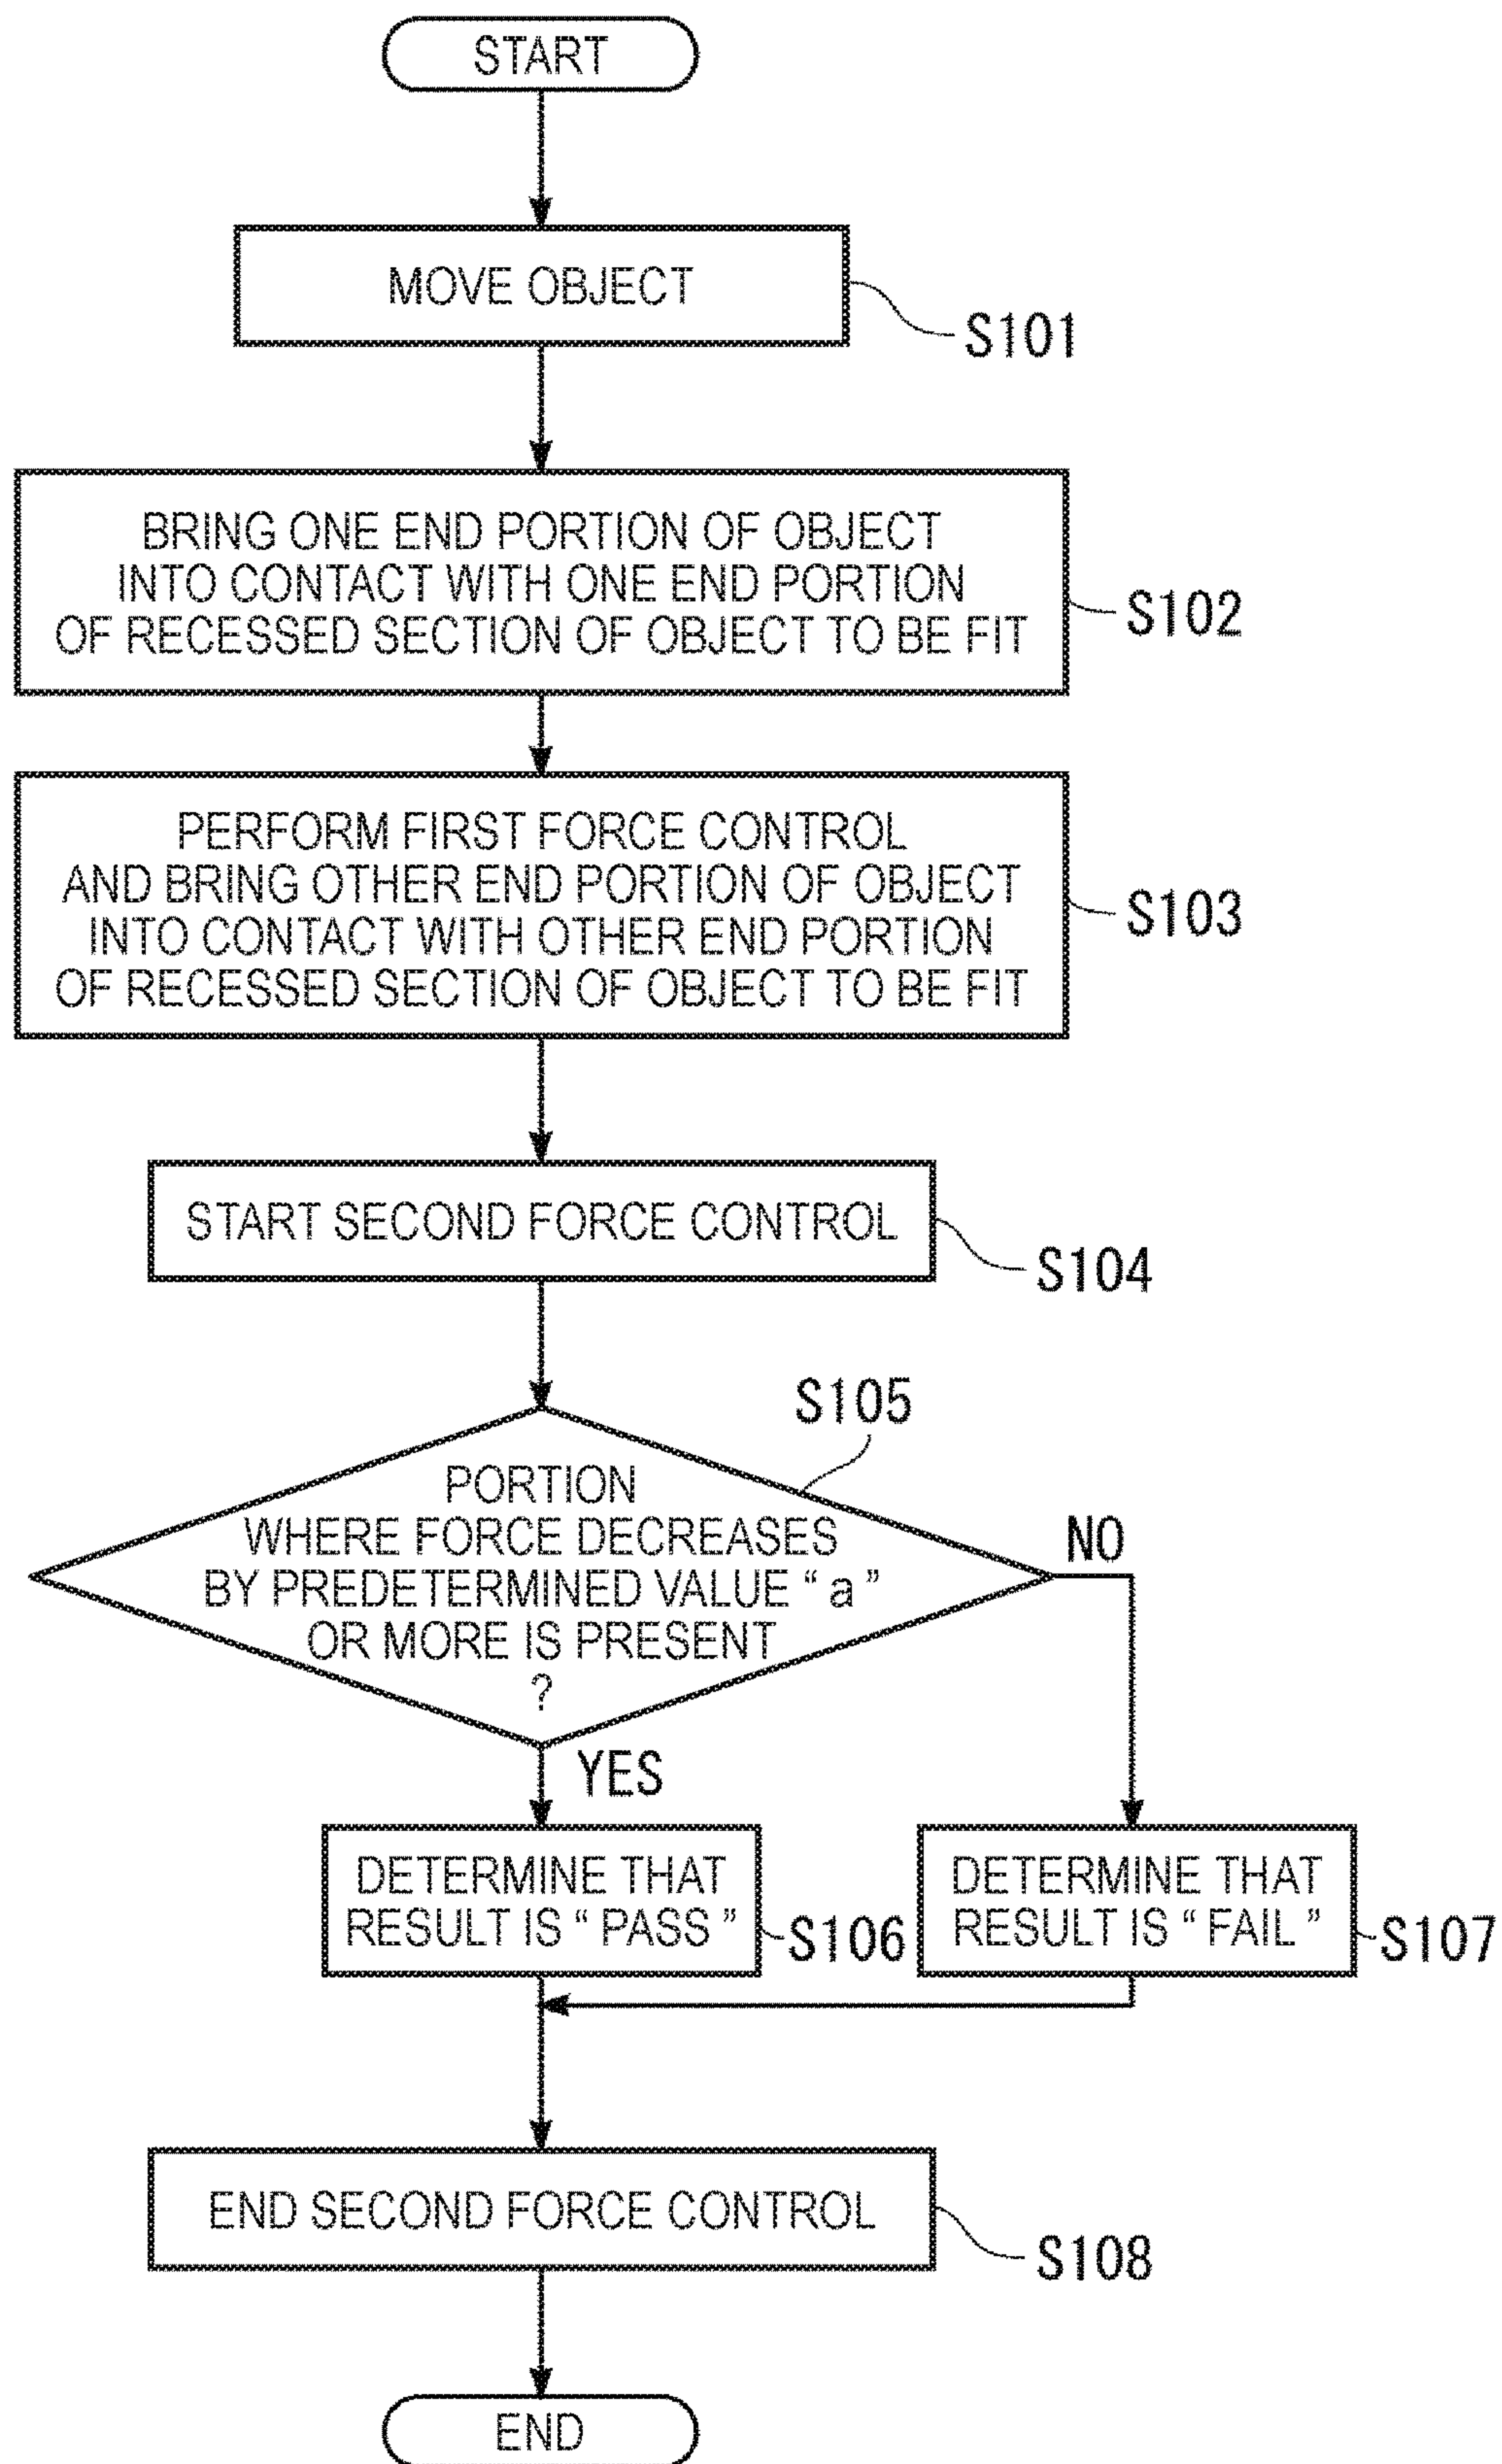 START
MOVE OBJECT
S101
BRING ONE END PORTION OF OBJECT
INTO CONTACT WITH ONE END PORTION
OF RECESSED SECTION OF OBJECT TO BE FIT
S102
PERFORM FIRST FORCE CONTROL
AND BRING OTHER END PORTION OF OBJECT
INTO CONTACT WITH OTHER END PORTION
OF RECESSED SECTION OF OBJECT TO BE FIT
S103
START SECOND FORCE CONTROL
S104
S105
PORTION
WHERE FORCE DECREASES
BY PREDETERMINED VALUE “ a ”
OR MORE IS PRESENT
?
NO
YES
DETERMINE THAT
RESULT IS “ PASS ”
S106
DETERMINE THAT
RESULT IS “ FAIL ”
S107
END SECOND FORCE CONTROL
S108
END